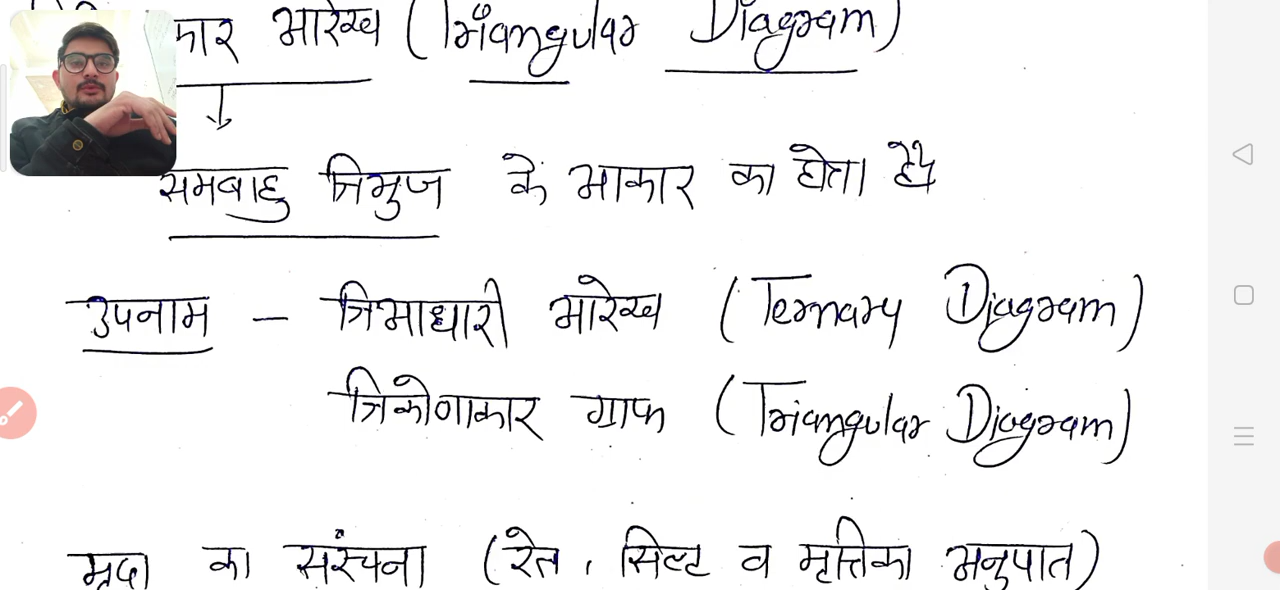 कार आरेख (Triangular Diagram)
समबाहु त्रिभुज के आकार का होता है
उपनाम – त्रिआधारी आरेख (Ternary Diagram)
त्रिकोणाकार ग्राफ (Triangular Diagram)
मृदा का संरचना (रेत, सिल्ट व मृत्तिका अनुपात)